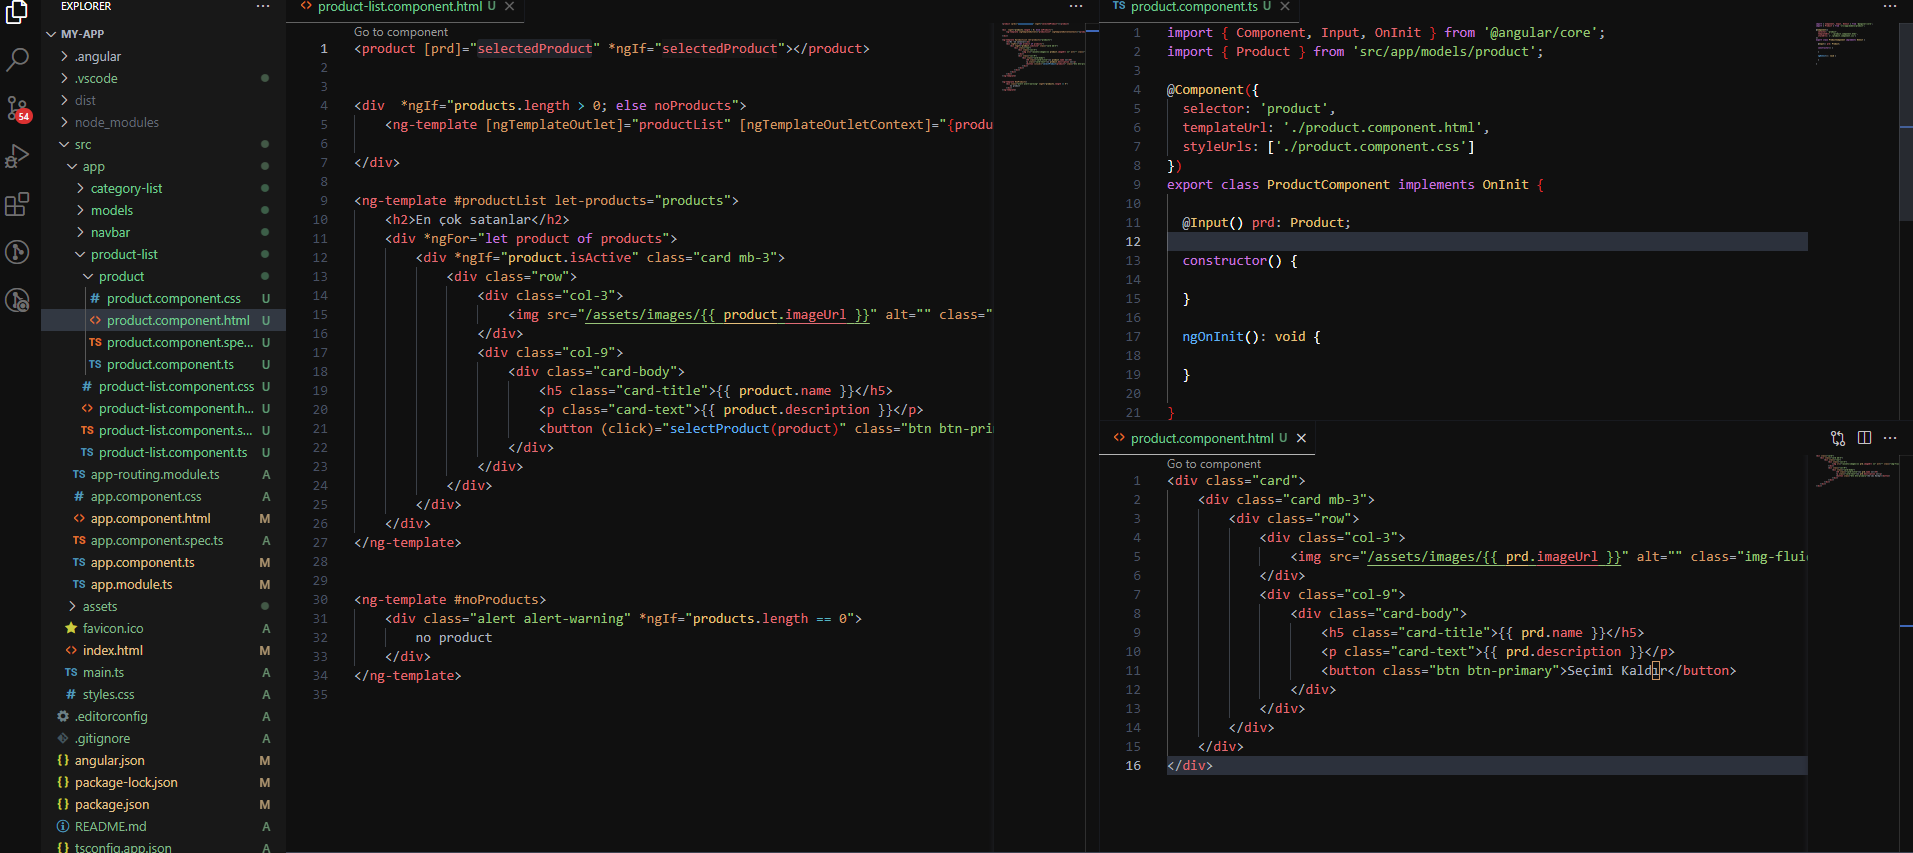 EXPLORER
MY-APP
.angular
.vscode
dist
node_modules
src
app
category-list
models
navbar
product-list
product
# product.component.css U
<> product.component.html U
TS product.component.spe... U
TS product.component.ts U
# product-list.component.css U
<> product-list.component.h... U
TS product-list.component.s... U
TS product-list.component.ts U
TS app-routing.module.ts A
# app.component.css A
<> app.component.html M
TS app.component.spec.ts A
TS app.component.ts M
TS app.module.ts M
assets
favicon.ico A
<> index.html M
TS main.ts A
# styles.css A
.editorconfig A
.gitignore A
{} angular.json M
{} package-lock.json M
{} package.json M
README.md A
tsconfig.app.json A
54
<> product-list.component.html U
Go to component
1 <product [prd]="selectedProduct" *ngIf="selectedProduct"></product>
2
3
4 <div  *ngIf="products.length > 0; else noProducts">
5     <ng-template [ngTemplateOutlet]="productList" [ngTemplateOutletContext]="{produ
6
7 </div>
8
9 <ng-template #productList let-products="products">
10     <h2>En çok satanlar</h2>
11     <div *ngFor="let product of products">
12         <div *ngIf="product.isActive" class="card mb-3">
13             <div class="row">
14                 <div class="col-3">
15                     <img src="/assets/images/{{ product.imageUrl }}" alt="" class="
16                 </div>
17                 <div class="col-9">
18                     <div class="card-body">
19                         <h5 class="card-title">{{ product.name }}</h5>
20                         <p class="card-text">{{ product.description }}</p>
21                         <button (click)="selectProduct(product)" class="btn btn-pri
22                     </div>
23                 </div>
24             </div>
25         </div>
26     </div>
27 </ng-template>
28
29
30 <ng-template #noProducts>
31     <div class="alert alert-warning" *ngIf="products.length == 0">
32         no product
33     </div>
34 </ng-template>
35
TS product.component.ts U
1 import { Component, Input, OnInit } from '@angular/core';
2 import { Product } from 'src/app/models/product';
3
4 @Component({
5   selector: 'product',
6   templateUrl: './product.component.html',
7   styleUrls: ['./product.component.css']
8 })
9 export class ProductComponent implements OnInit {
10
11   @Input() prd: Product;
12
13   constructor() {
14
15   }
16
17   ngOnInit(): void {
18
19   }
20
21 }
<> product.component.html U
Go to component
1 <div class="card">
2     <div class="card mb-3">
3         <div class="row">
4             <div class="col-3">
5                 <img src="/assets/images/{{ prd.imageUrl }}" alt="" class="img-fluid
6             </div>
7             <div class="col-9">
8                 <div class="card-body">
9                     <h5 class="card-title">{{ prd.name }}</h5>
10                     <p class="card-text">{{ prd.description }}</p>
11                     <button class="btn btn-primary">Seçimi Kaldır</button>
12                 </div>
13             </div>
14         </div>
15     </div>
16 </div>